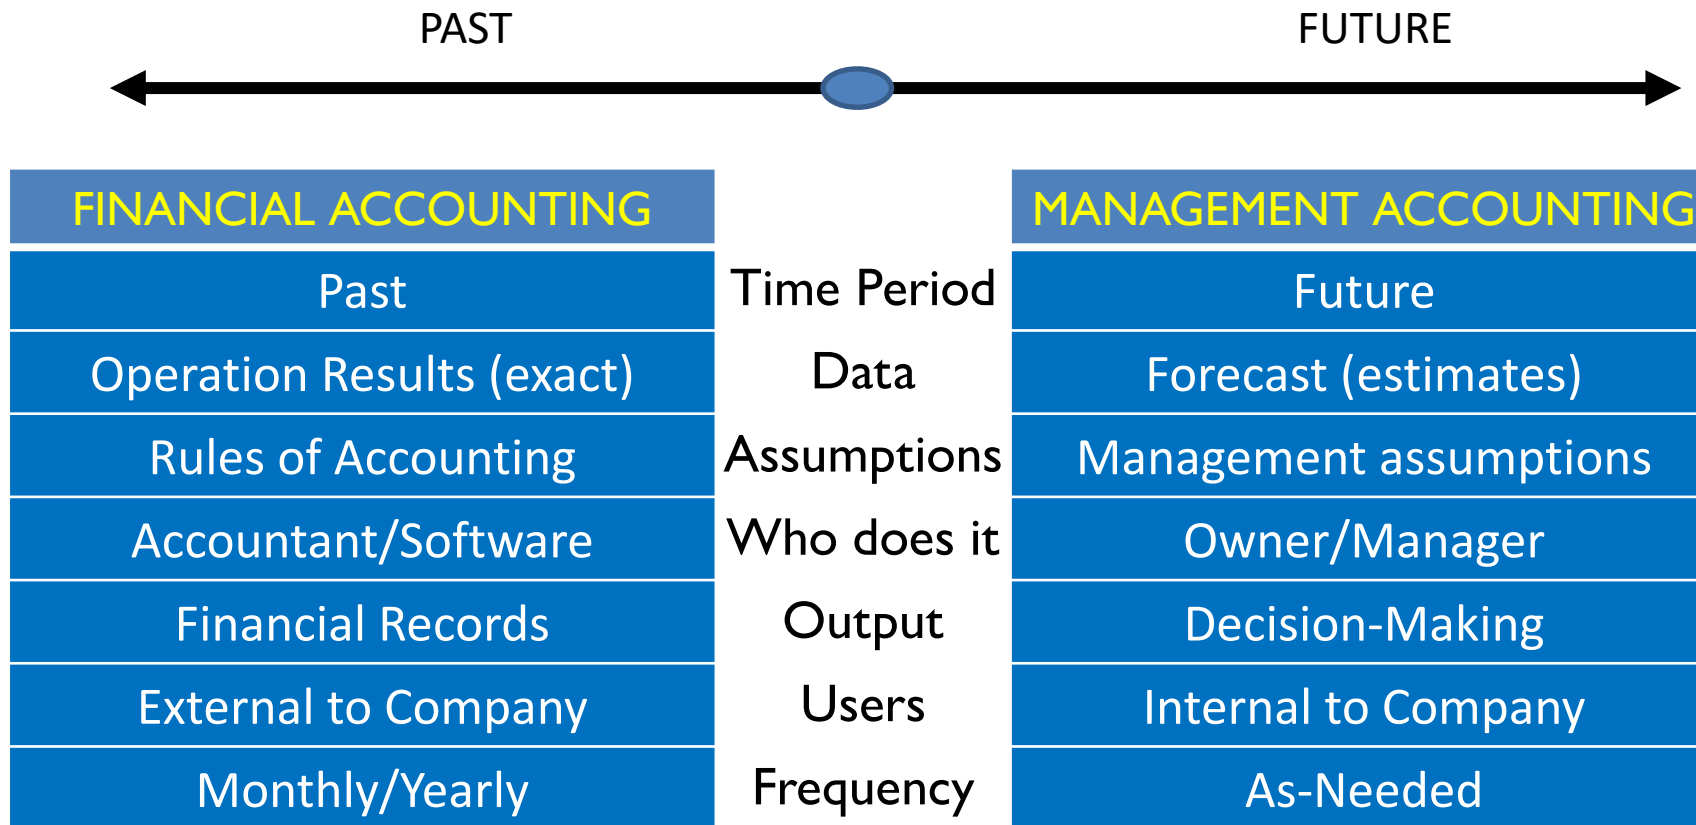 PAST FUTURE
FINANCIAL ACCOUNTING MANAGEMENT ACCOUNTING
Past Time Period Future
Operation Results (exact) Data Forecast (estimates)
Rules of Accounting Assumptions Management assumptions
Accountant/Software Who does it Owner/Manager
Financial Records Output Decision-Making
External to Company Users Internal to Company
Monthly/Yearly Frequency As-Needed